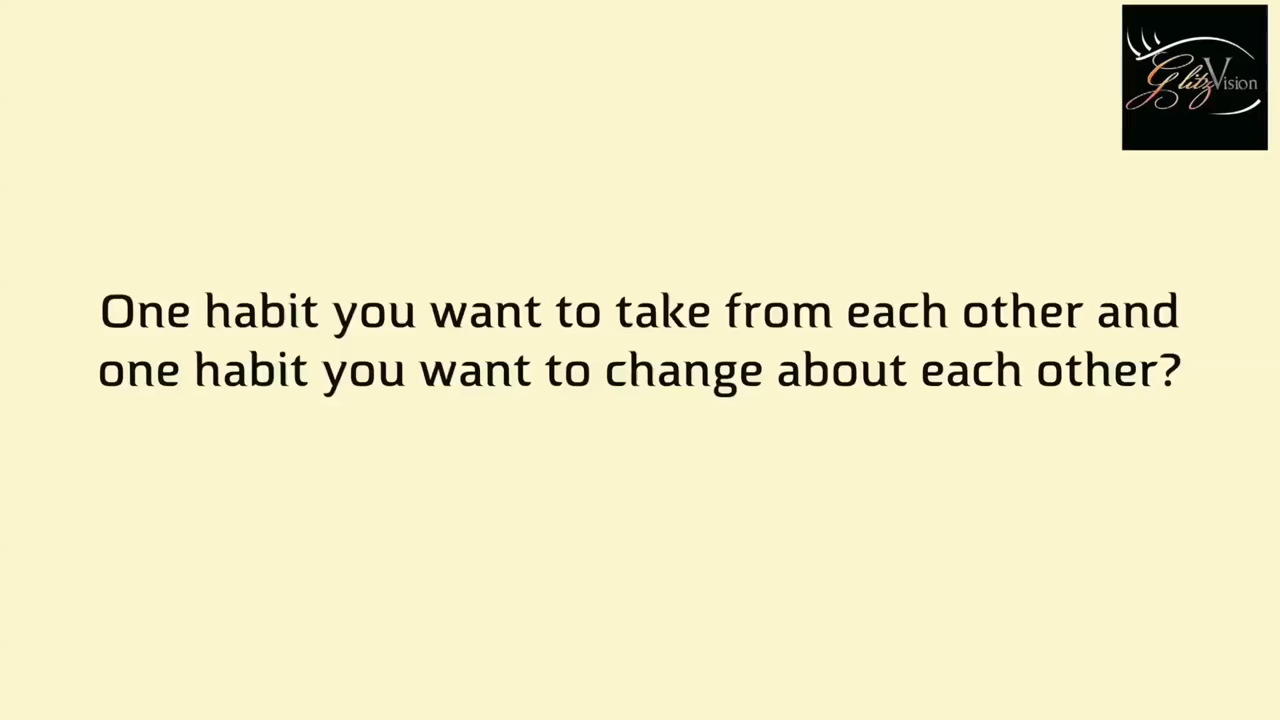 GlitzVision
One habit you want to take from each other and
one habit you want to change about each other?